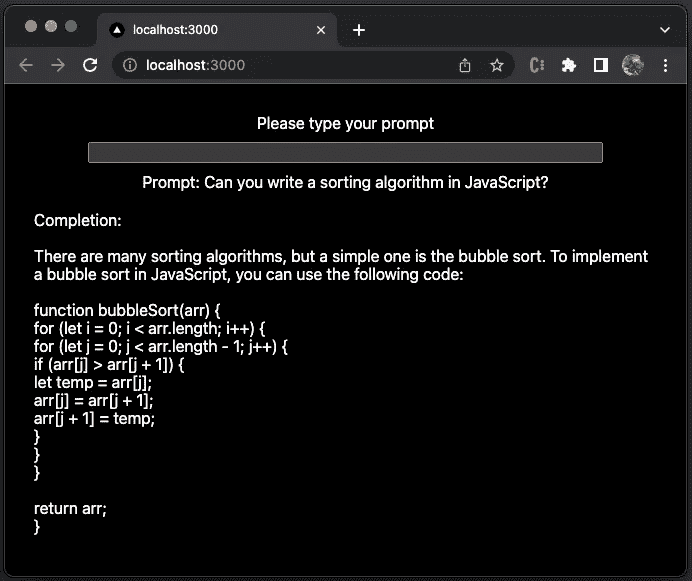 localhost:3000
localhost:3000
Please type your prompt
Prompt: Can you write a sorting algorithm in JavaScript?
Completion:
There are many sorting algorithms, but a simple one is the bubble sort. To implement
a bubble sort in JavaScript, you can use the following code:
function bubbleSort(arr) {
for (let i = 0; i < arr.length; i++) {
for (let j = 0; j < arr.length - 1; j++) {
if (arr[j] > arr[j + 1]) {
let temp = arr[j];
arr[j] = arr[j + 1];
arr[j + 1] = temp;
}
}
}
return arr;
}